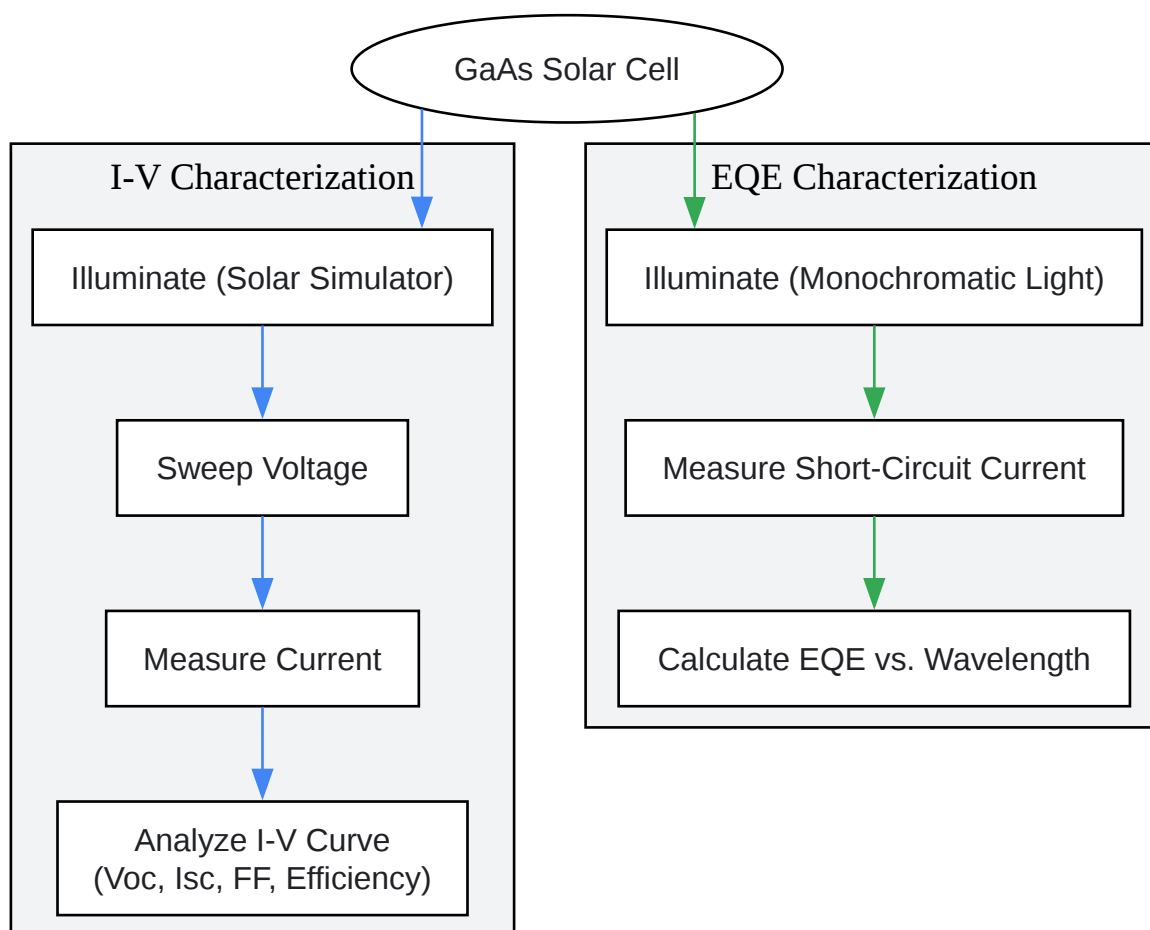 GaAs Solar Cell
I-V Characterization
Illuminate (Solar Simulator)
Sweep Voltage
Measure Current
Analyze I-V Curve
(Voc, Isc, FF, Efficiency)
EQE Characterization
Illuminate (Monochromatic Light)
Measure Short-Circuit Current
Calculate EQE vs. Wavelength